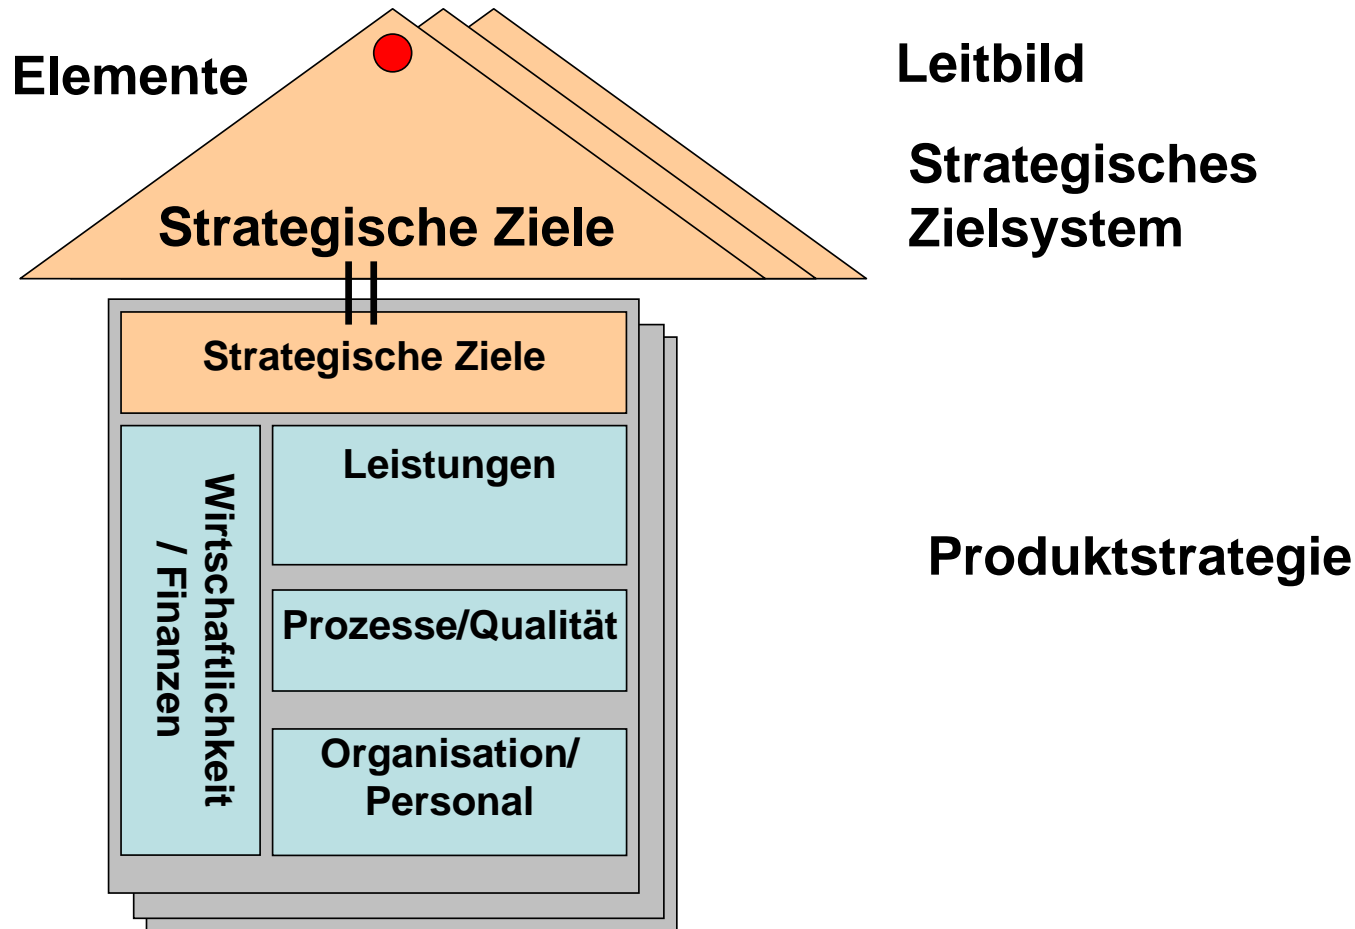 Elemente
Leitbild
Strategisches
Zielsystem
Strategische Ziele
Strategische Ziele
Wirtschaftlichkeit
/ Finanzen
Leistungen
Prozesse/Qualität
Organisation/
Personal
Produktstrategie